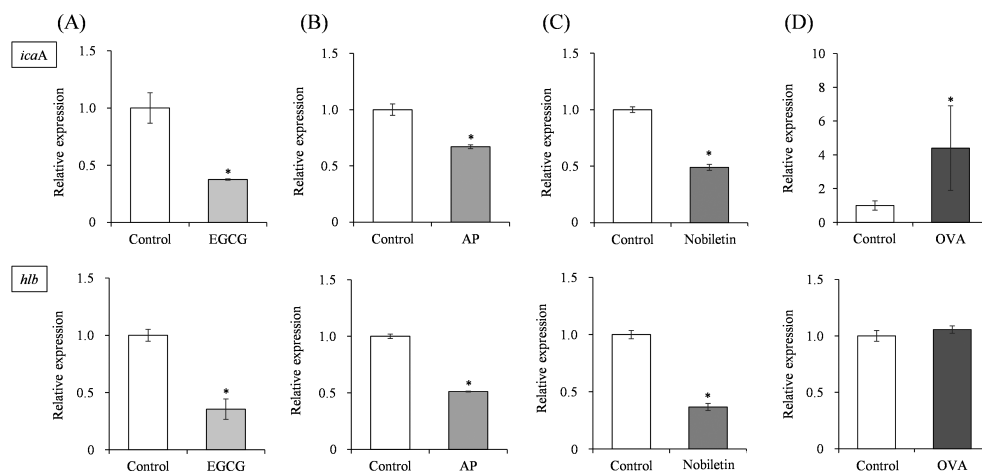 (A)
(B)
(C)
(D)
icaA
1.5
1.0
0.5
0
Relative expression
*
Control
EGCG
1.5
1.0
0.5
0
Relative expression
*
Control
AP
1.5
1.0
0.5
0
Relative expression
*
Control
Nobiletin
10
8
6
4
2
0
Relative expression
*
Control
OVA
hlb
1.5
1.0
0.5
0
Relative expression
*
Control
EGCG
1.5
1.0
0.5
0
Relative expression
*
Control
AP
1.5
1.0
0.5
0
Relative expression
*
Control
Nobiletin
1.5
1.0
0.5
0
Relative expression
Control
OVA